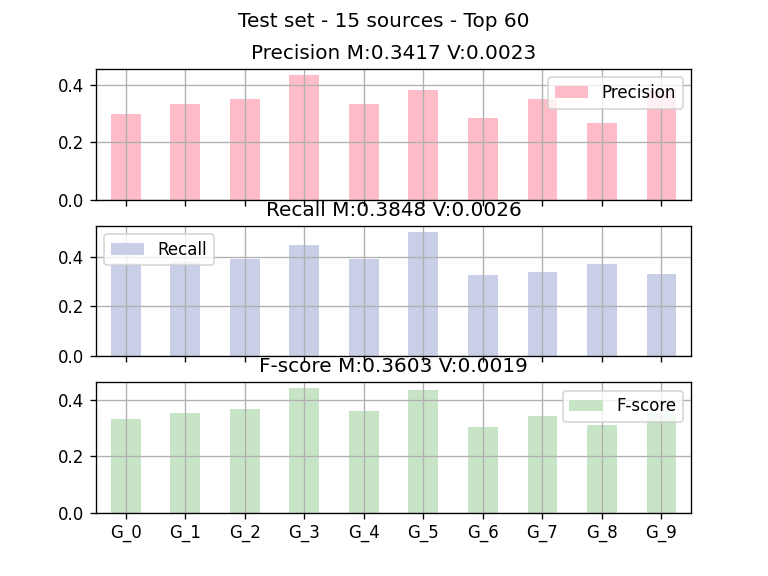 Test set - 15 sources - Top 60
Precision M:0.3417 V:0.0023
0.4
0.2
0.0
Precision
Recall M:0.3848 V:0.0026
0.4
0.2
0.0
Recall
F-score M:0.3603 V:0.0019
0.4
0.2
0.0
F-score
G_0 G_1 G_2 G_3 G_4 G_5 G_6 G_7 G_8 G_9